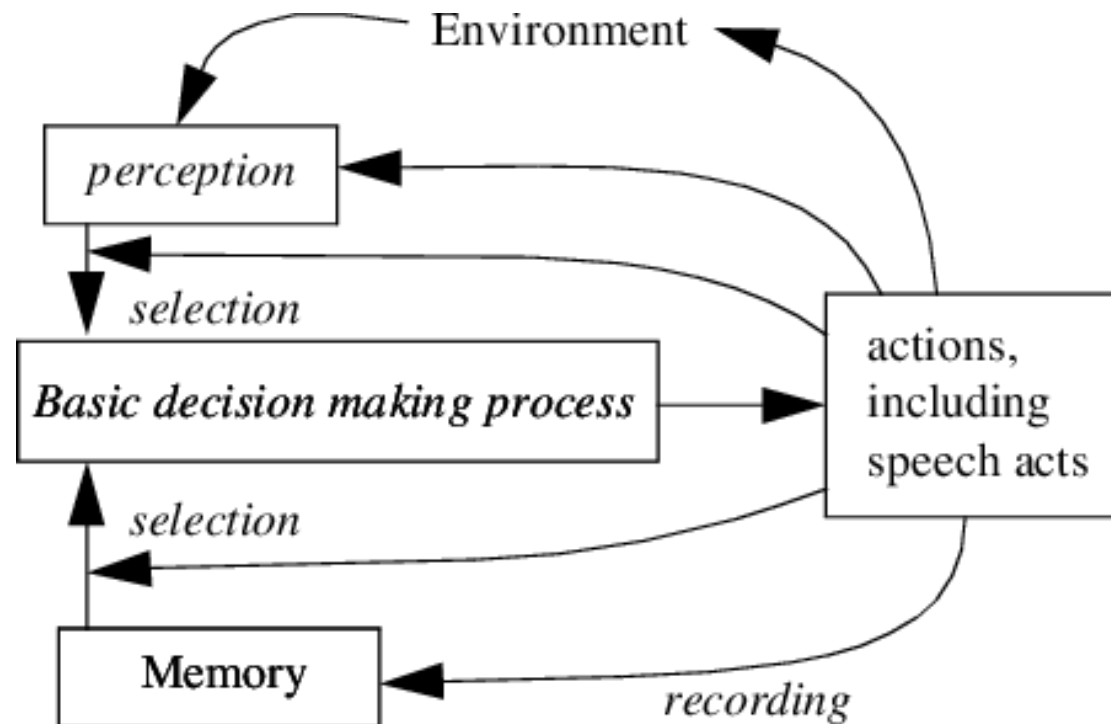 Environment
perception
selection
Basic decision making process
actions,
including
speech acts
selection
Memory
recording